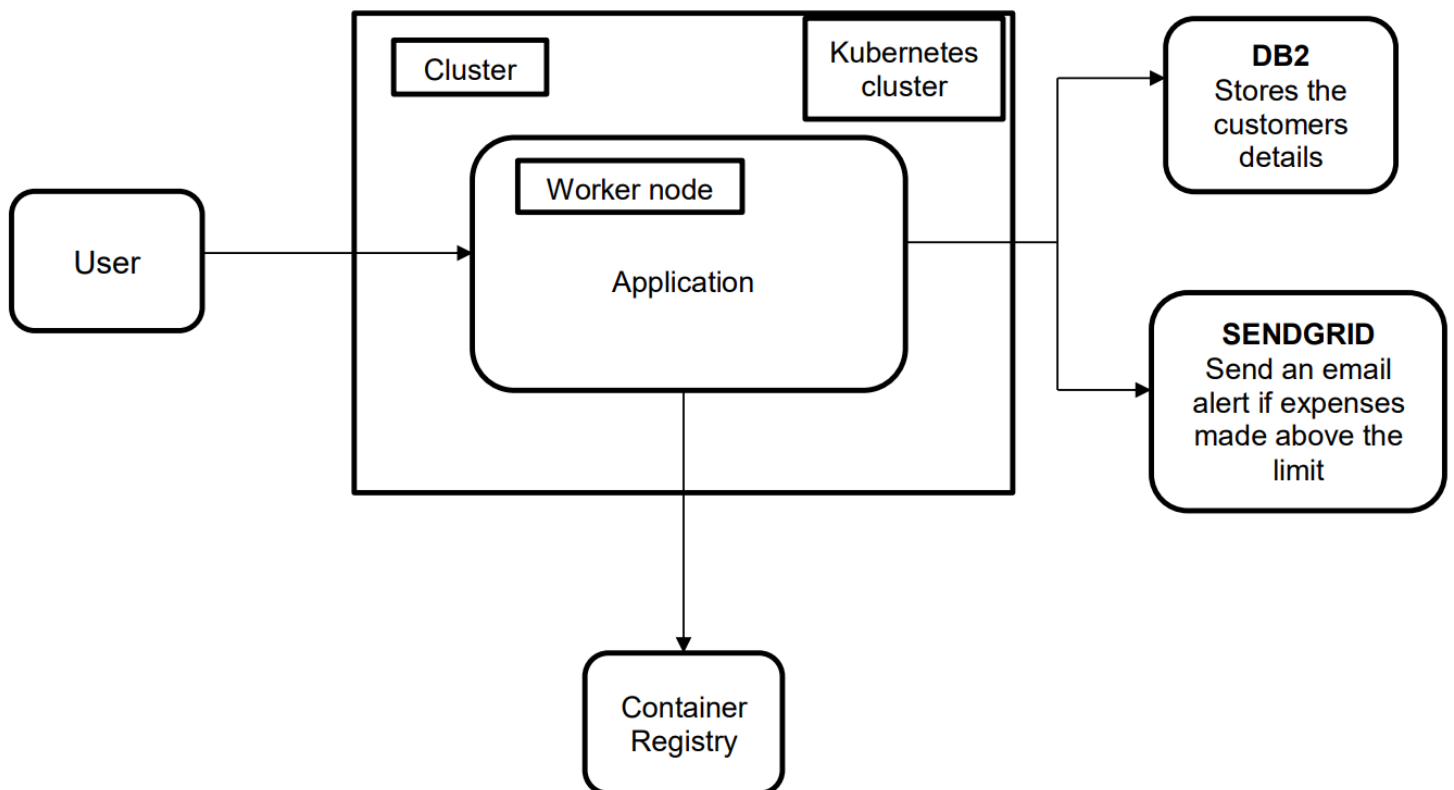 Cluster
Kubernetes
cluster
DB2
Stores the
customers
details
Worker node
User
Application
SENDGRID
Send an email
alert if expenses
made above the
limit
Container
Registry